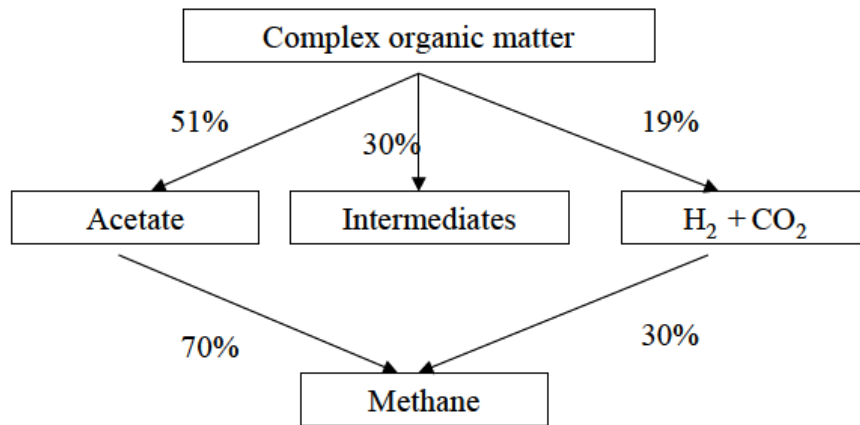 Complex organic matter
51%
30%
19%
Acetate
Intermediates
H₂ + CO₂
70%
30%
Methane